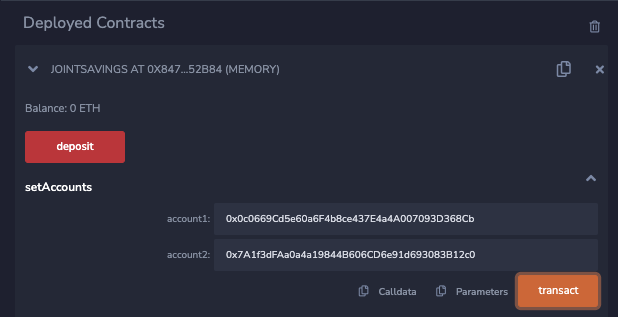 Deployed Contracts
JOINTSAVINGS AT 0X847...52B84 (MEMORY)
Balance: 0 ETH
deposit
setAccounts
account1: 0x0c0669Cd5e60a6F4b8ce437E4a4A007093D368Cb
account2: 0x7A1f3dFAa0a4a19844B606CD6e91d693083B12c0
Calldata Parameters transact